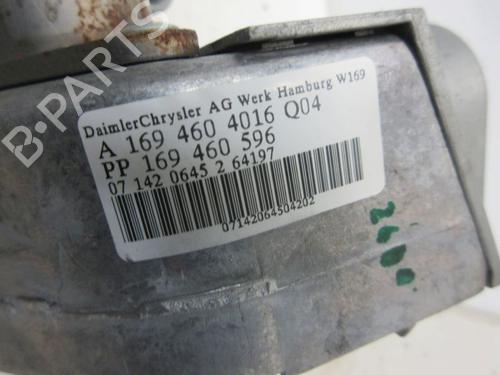 DaimlerChrysler AG Werk Hamburg W169
A 169 460 4016 Q04
PP 169 460 596
07 142 0645 2 64197
07142064504202
B-PARTS